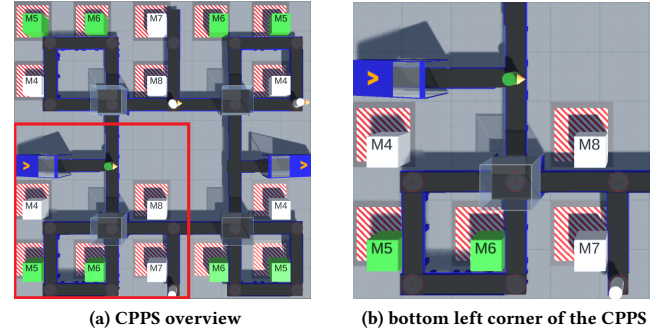 M5 M6 M7 M6 M5
M4 M8 M4
> >
M4 M8 M4
M5 M6 M7 M6 M5
(a) CPPS overview
>
M4 M8
M5 M6 M7
(b) bottom left corner of the CPPS